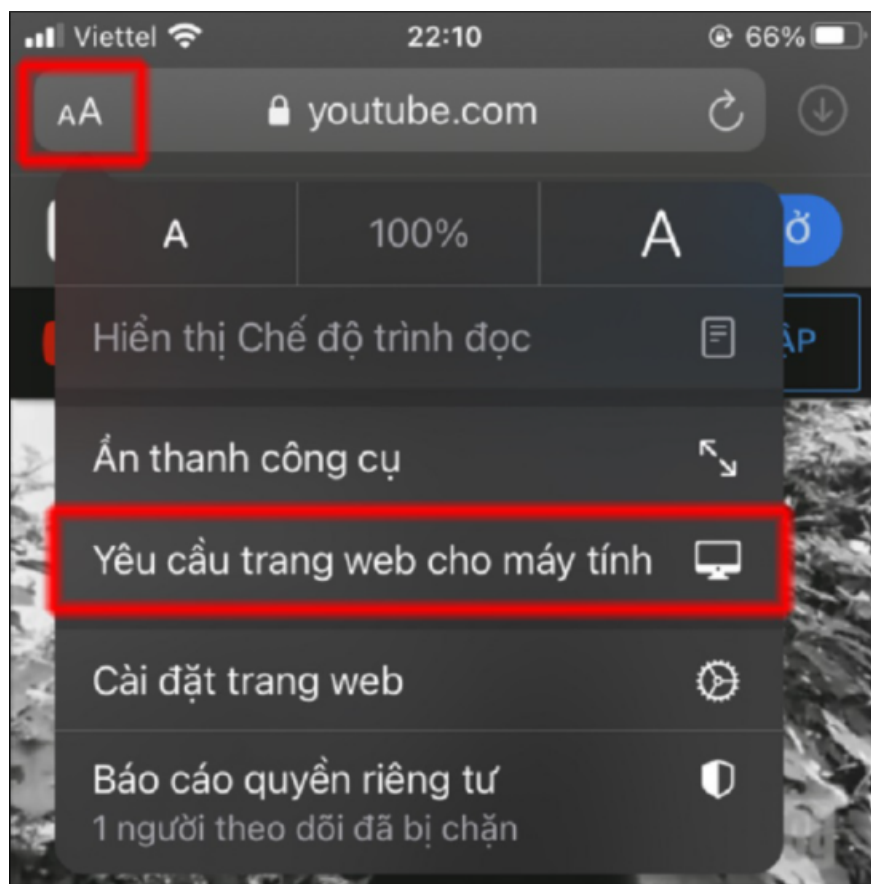 Viettel 22:10 66%
AA youtube.com
A 100% A Ở
Hiển thị Chế độ trình đọc ẬP
Ẩn thanh công cụ
Yêu cầu trang web cho máy tính
Cài đặt trang web
Báo cáo quyền riêng tư
1 người theo dõi đã bị chặn